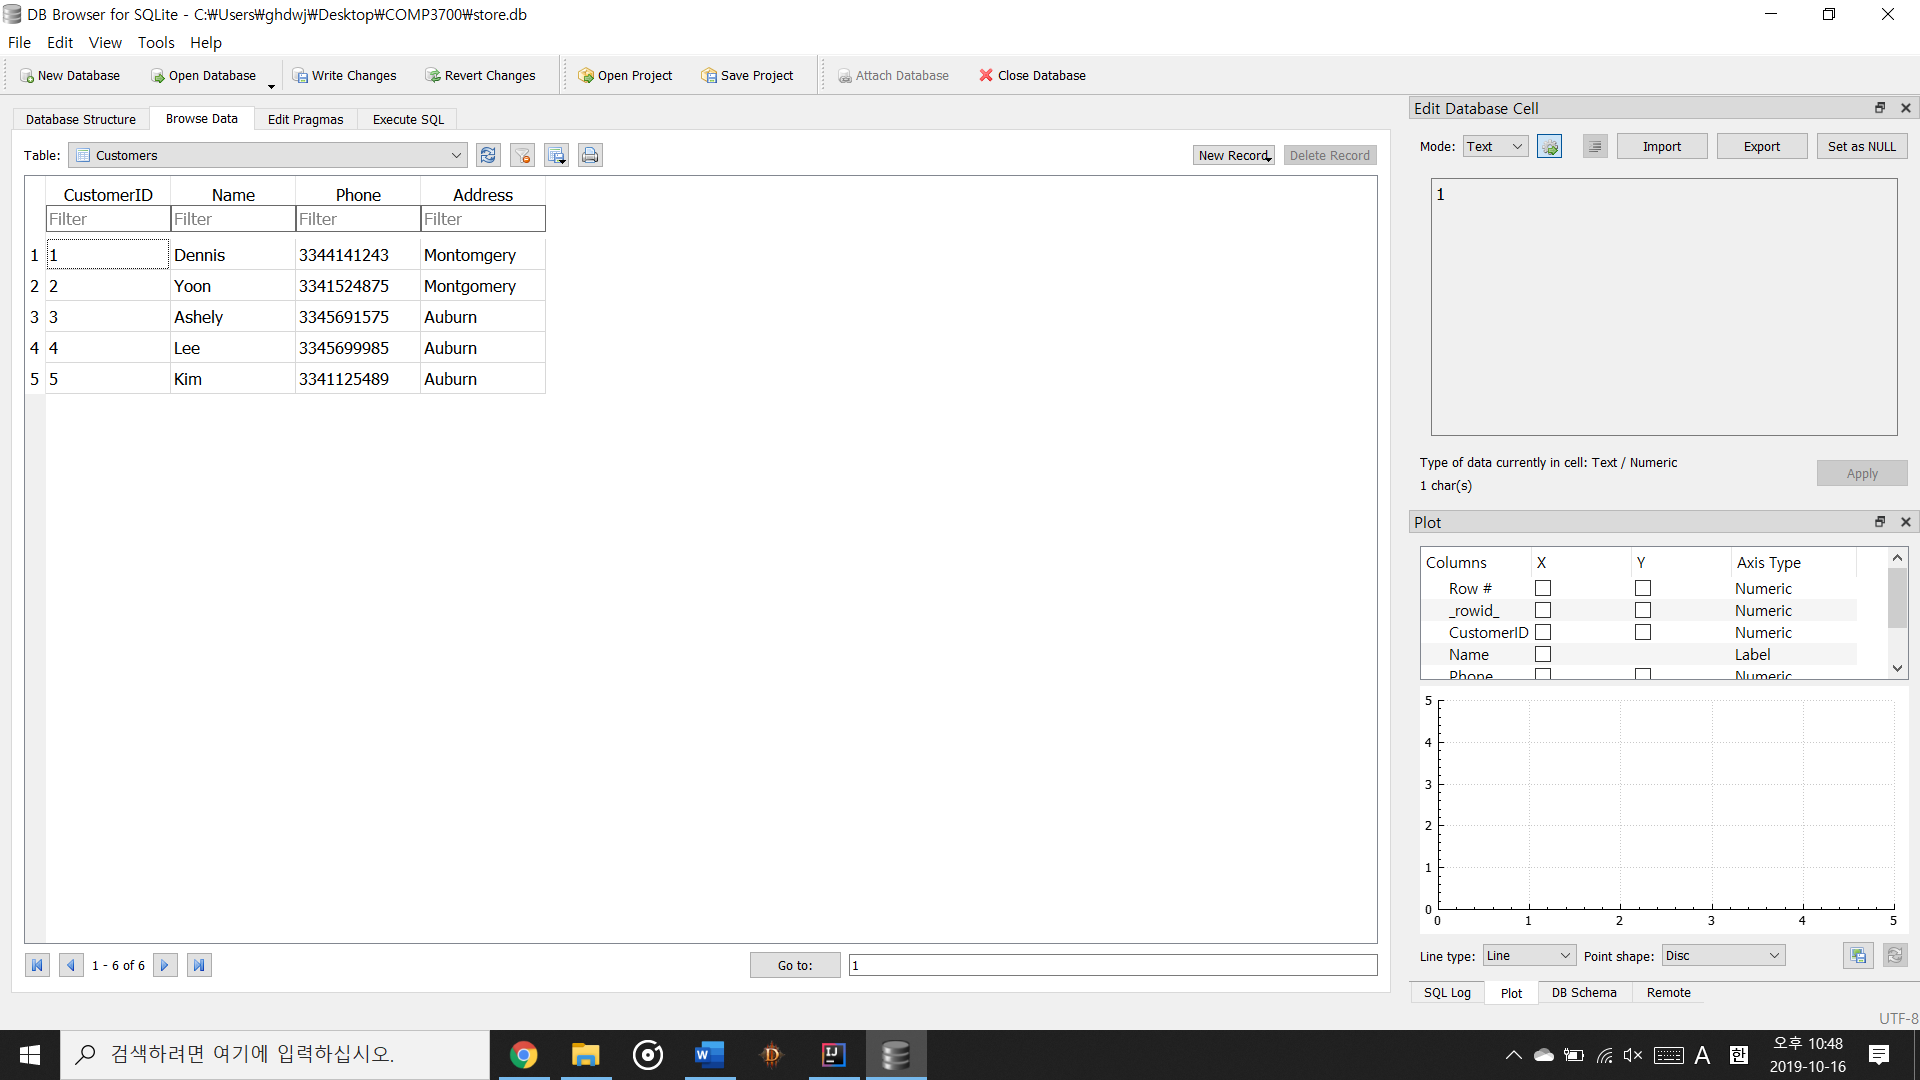 DB Browser for SQLite - C:₩Users₩ghdwj₩Desktop₩COMP3700₩store.db
File Edit View Tools Help
New Database Open Database Write Changes Revert Changes Open Project Save Project Attach Database Close Database
Database Structure Browse Data Edit Pragmas Execute SQL
Table: Customers New Record Delete Record
CustomerID Name Phone Address
Filter Filter Filter Filter
1 1 Dennis 3344141243 Montomgery
2 2 Yoon 3341524875 Montgomery
3 3 Ashely 3345691575 Auburn
4 4 Lee 3345699985 Auburn
5 5 Kim 3341125489 Auburn
1 - 6 of 6 Go to: 1
Edit Database Cell
Mode: Text Import Export Set as NULL
1
Type of data currently in cell: Text / Numeric
1 char(s)
Apply
Plot
Columns X Y Axis Type
Row # Numeric
_rowid_ Numeric
CustomerID Numeric
Name Label
Phone Numeric
5
4
3
2
1
0
0 1 2 3 4 5
Line type: Line Point shape: Disc
SQL Log Plot DB Schema Remote
UTF-8
검색하려면 여기에 입력하십시오.
A 한
오후 10:48
2019-10-16